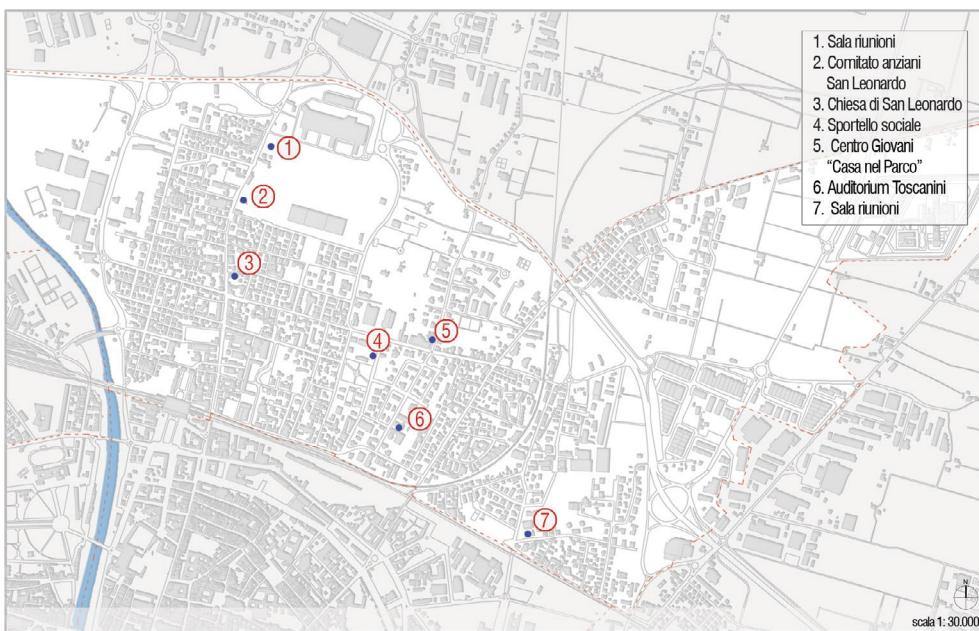 1. Sala riunioni
2. Comitato anziani
San Leonardo
3. Chiesa di San Leonardo
4. Sportello sociale
5. Centro Giovani
"Casa nel Parco"
6. Auditorium Toscanini
7. Sala riunioni
1
2
3
4
5
6
7
N
scala 1: 30.000